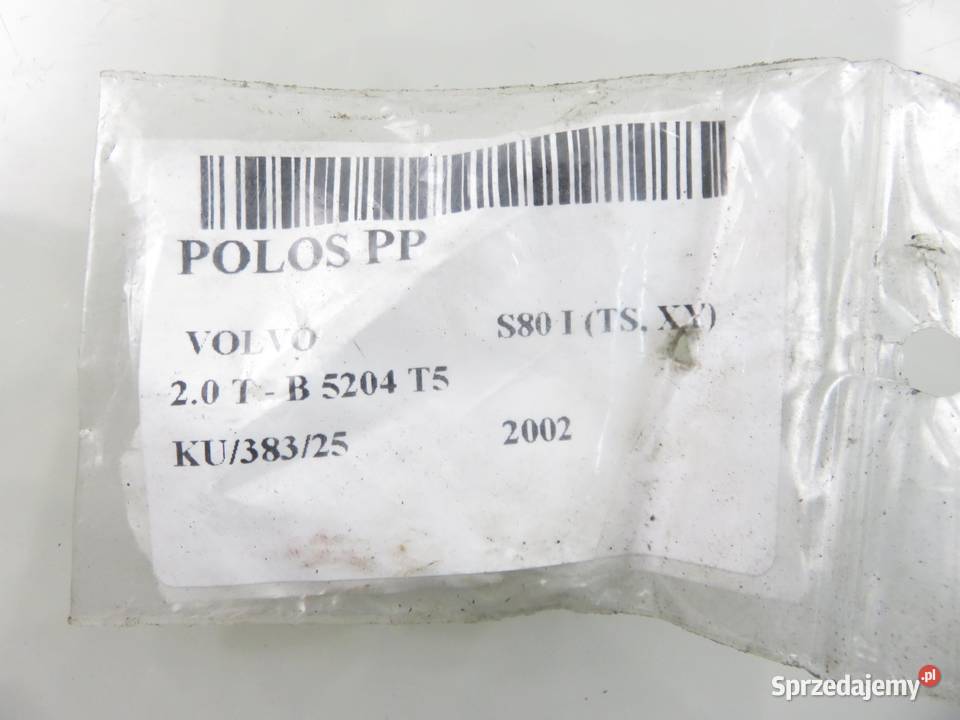 POLOS PP
VOLVO S80 I (TS, XY)
2.0 T - B 5204 T5
KU/383/25 2002
Sprzedajemy.pl